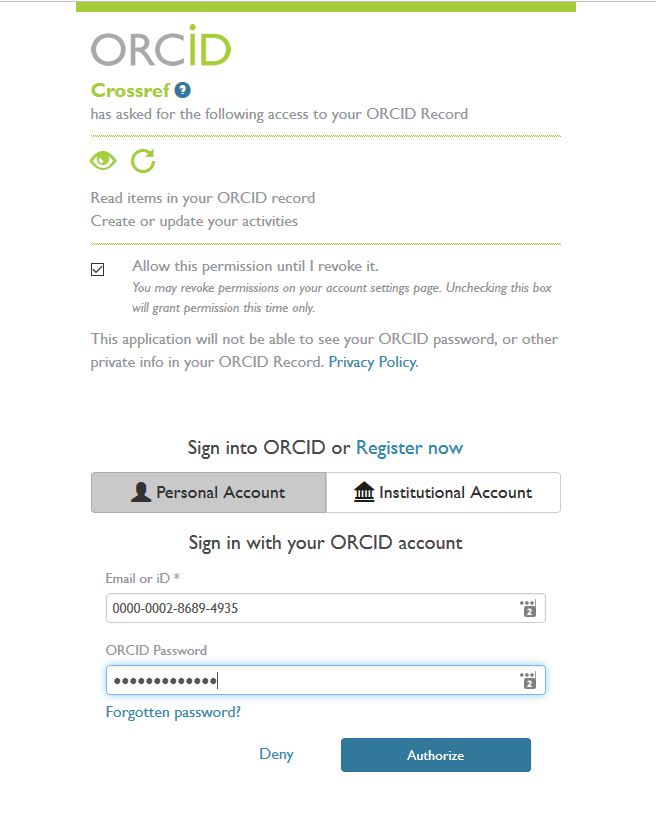 ORCID
Crossref ?
has asked for the following access to your ORCID Record
Read items in your ORCID record
Create or update your activities
Allow this permission until I revoke it.
You may revoke permissions on your account settings page. Unchecking this box
will grant permission this time only.
This application will not be able to see your ORCID password, or other
private info in your ORCID Record. Privacy Policy.
Sign into ORCID or Register now
Personal Account
Institutional Account
Sign in with your ORCID account
Email or iD *
0000-0002-8689-4935
2
ORCID Password
•••••••••••••
2
Forgotten password?
Deny
Authorize